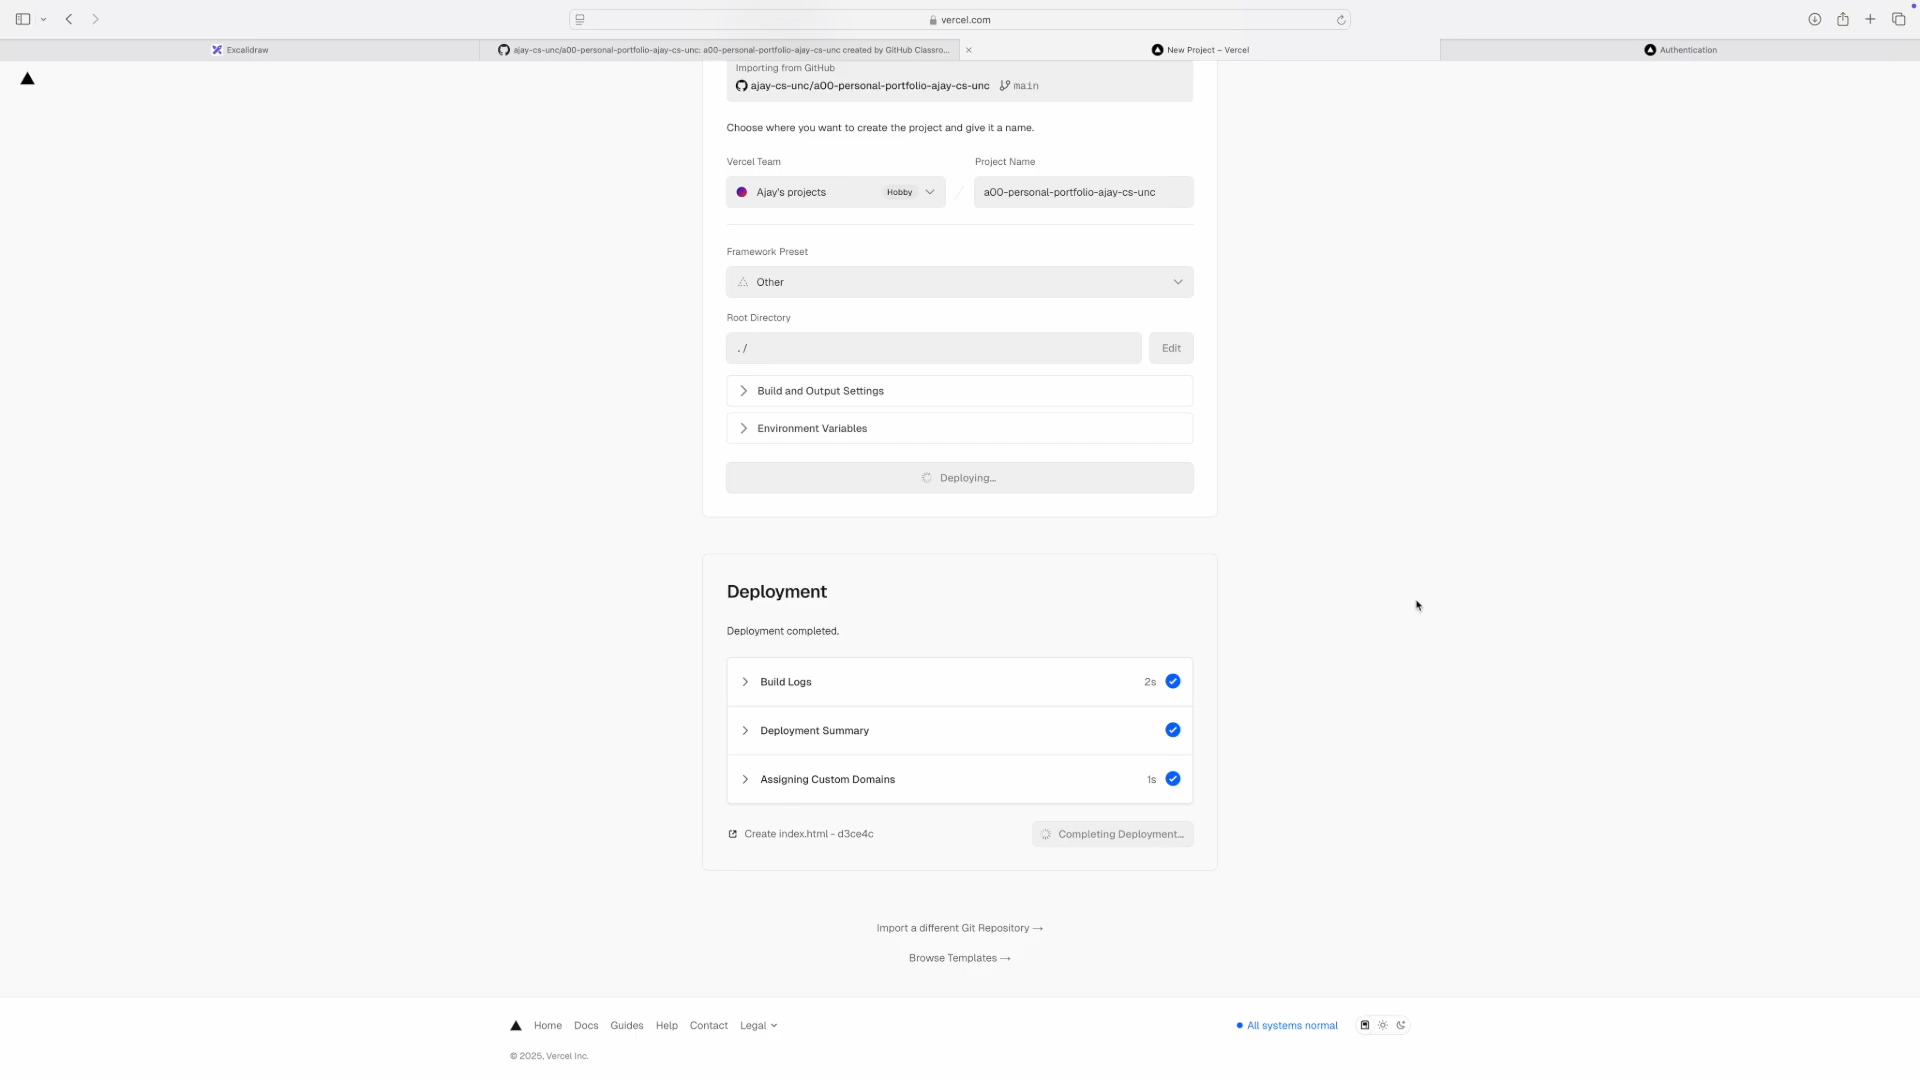 vercel.com
Excalidraw
ajay-cs-unc/a00-personal-portfolio-ajay-cs-unc: a00-personal-portfolio-ajay-cs-unc created by GitHub Classro...
New Project – Vercel
Authentication
Importing from GitHub
ajay-cs-unc/a00-personal-portfolio-ajay-cs-unc main
Choose where you want to create the project and give it a name.
Vercel Team
Project Name
Ajay's projects Hobby
a00-personal-portfolio-ajay-cs-unc
Framework Preset
Other
Root Directory
./
Edit
Build and Output Settings
Environment Variables
Deploying...
Deployment
Deployment completed.
Build Logs 2s
Deployment Summary
Assigning Custom Domains 1s
Create index.html - d3ce4c
Completing Deployment...
Import a different Git Repository →
Browse Templates →
Home Docs Guides Help Contact Legal
All systems normal
© 2025, Vercel Inc.